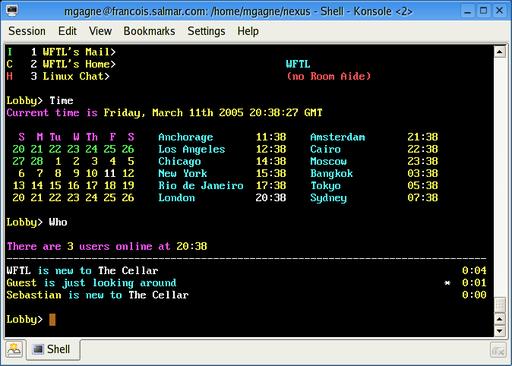 mgagne@francois.salmar.com: /home/mgagne/nexus - Shell - Konsole <2>
Session Edit View Bookmarks Settings Help
I 1 WFTL's Mail>
C 2 WFTL's Home> WFTL
H 3 Linux Chat> (no Room Aide)
Lobby> Time
Current time is Friday, March 11th 2005 20:38:27 GMT
S M Tu W Th F S Anchorage 11:38 Amsterdam 21:38
20 21 22 23 24 25 26 Los Angeles 12:38 Cairo 22:38
27 28 1 2 3 4 5 Chicago 14:38 Moscow 23:38
6 7 8 9 10 11 12 New York 15:38 Bangkok 03:38
13 14 15 16 17 18 19 Rio de Janeiro 17:38 Tokyo 05:38
20 21 22 23 24 25 26 London 20:38 Sydney 07:38
Lobby> Who
There are 3 users online at 20:38
WFTL is new to The Cellar 0:04
Guest is just looking around * 0:01
Sebastian is new to The Cellar 0:00
Lobby>
Shell